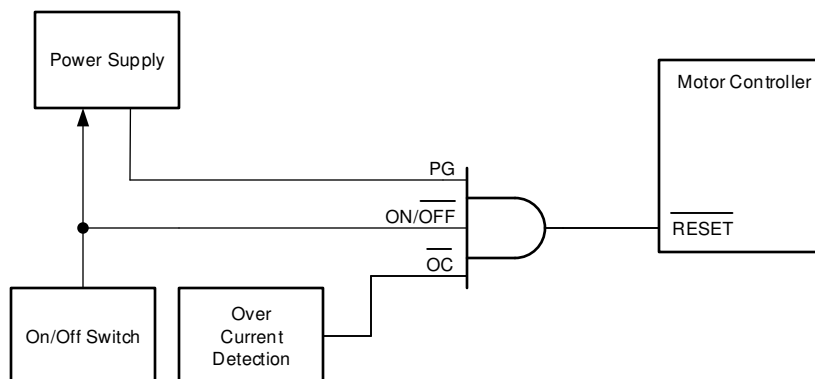 Power Supply
Motor Controller
PG
ON/OFF
OC
RESET
On/Off Switch
Over
Current
Detection